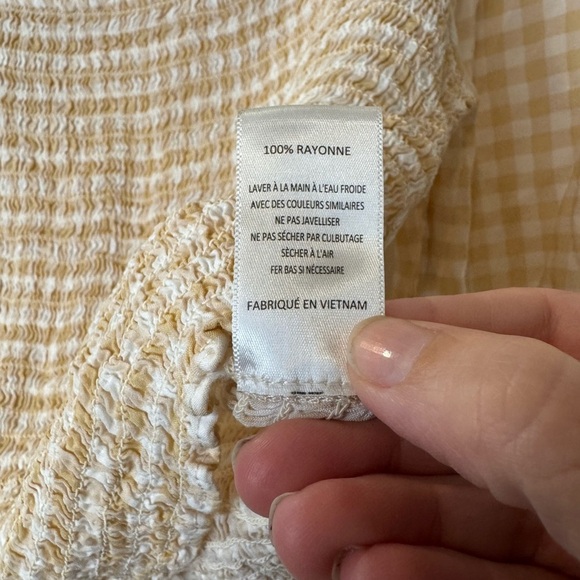 100% RAYONNE
LAVER À LA MAIN À L'EAU FROIDE
AVEC DES COULEURS SIMILAIRES
NE PAS JAVELLISER
NE PAS SÉCHER PAR CULBUTAGE
SÈCHER À L'AIR
FER BAS SI NÉCESSAIRE
FABRIQUÉ EN VIETNAM